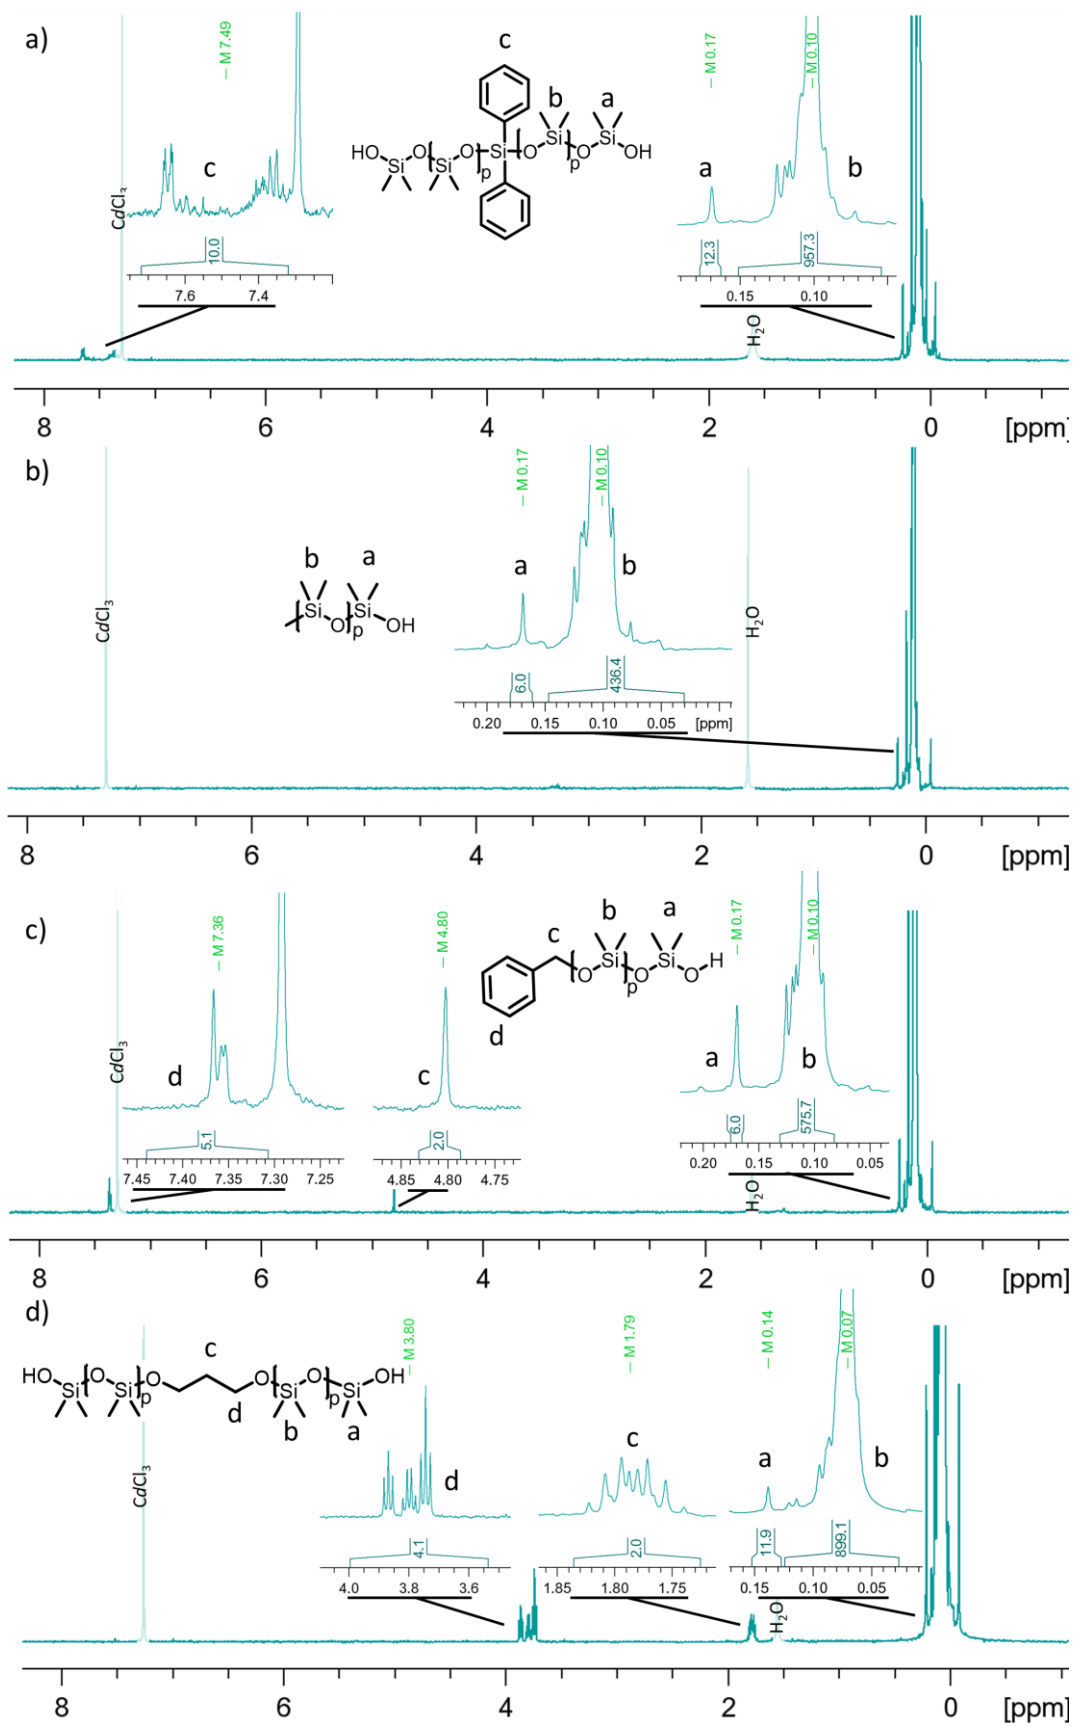 a)
— M 7.49
c
— M 0.17
— M 0.10
b
a
HO Si O Si O Si O Si O Si OH
p
p
c
CdCl3
10.0
7.6 7.4
a
b
12.3
957.3
0.15 0.10
H2O
8 6 4 2 0 [ppm]
b)
— M 0.17
— M 0.10
b a
Si O Si OH
p
a
b
CdCl3
H2O
6.0
436.4
0.20 0.15 0.10 0.05 [ppm]
8 6 4 2 0 [ppm]
c)
— M 7.36
— M 4.80
— M 0.17
— M 0.10
b a
c
O Si O Si O H
p
d
CdCl3
d
c
a
b
5.1
2.0
6.0
575.7
7.45 7.40 7.35 7.30 7.25
4.85 4.80 4.75
0.20 0.15 0.10 0.05
H2O
8 6 4 2 0 [ppm]
d)
— M 3.80
— M 1.79
— M 0.14
— M 0.07
c
HO Si O Si O O Si O Si OH
p
p
d
b
a
CdCl3
d
c
a
b
4.1
2.0
11.9
899.1
4.0 3.8 3.6
1.85 1.80 1.75
0.15 0.10 0.05
H2O
8 6 4 2 0 [ppm]